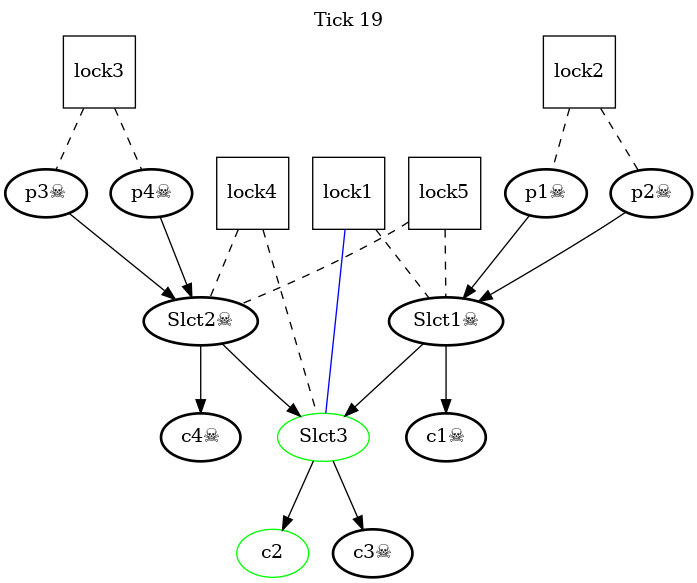 Tick 19
lock3
lock2
p3☠
p4☠
lock4
lock1
lock5
p1☠
p2☠
Slct2☠
Slct1☠
c4☠
Slct3
c1☠
c2
c3☠